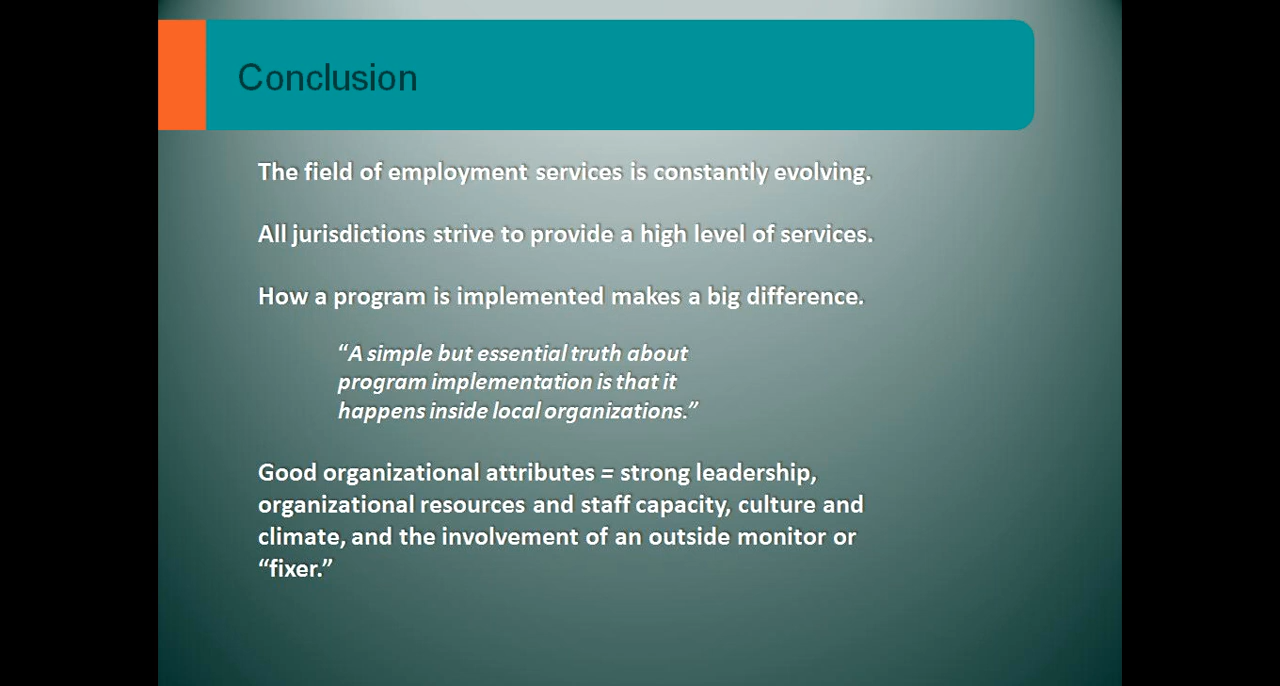 Conclusion
The field of employment services is constantly evolving.
All jurisdictions strive to provide a high level of services.
How a program is implemented makes a big difference.
“A simple but essential truth about
program implementation is that it
happens inside local organizations.”
Good organizational attributes = strong leadership,
organizational resources and staff capacity, culture and
climate, and the involvement of an outside monitor or
“fixer.”